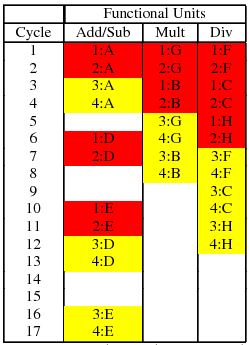 Functional Units
Cycle Add/Sub Mult Div
1 1:A 1:G 1:F
2 2:A 2:G 2:F
3 3:A 1:B 1:C
4 4:A 2:B 2:C
5 3:G 1:H
6 1:D 4:G 2:H
7 2:D 3:B 3:F
8 4:B 4:F
9 3:C
10 1:E 4:C
11 2:E 3:H
12 3:D 4:H
13 4:D
14
15
16 3:E
17 4:E